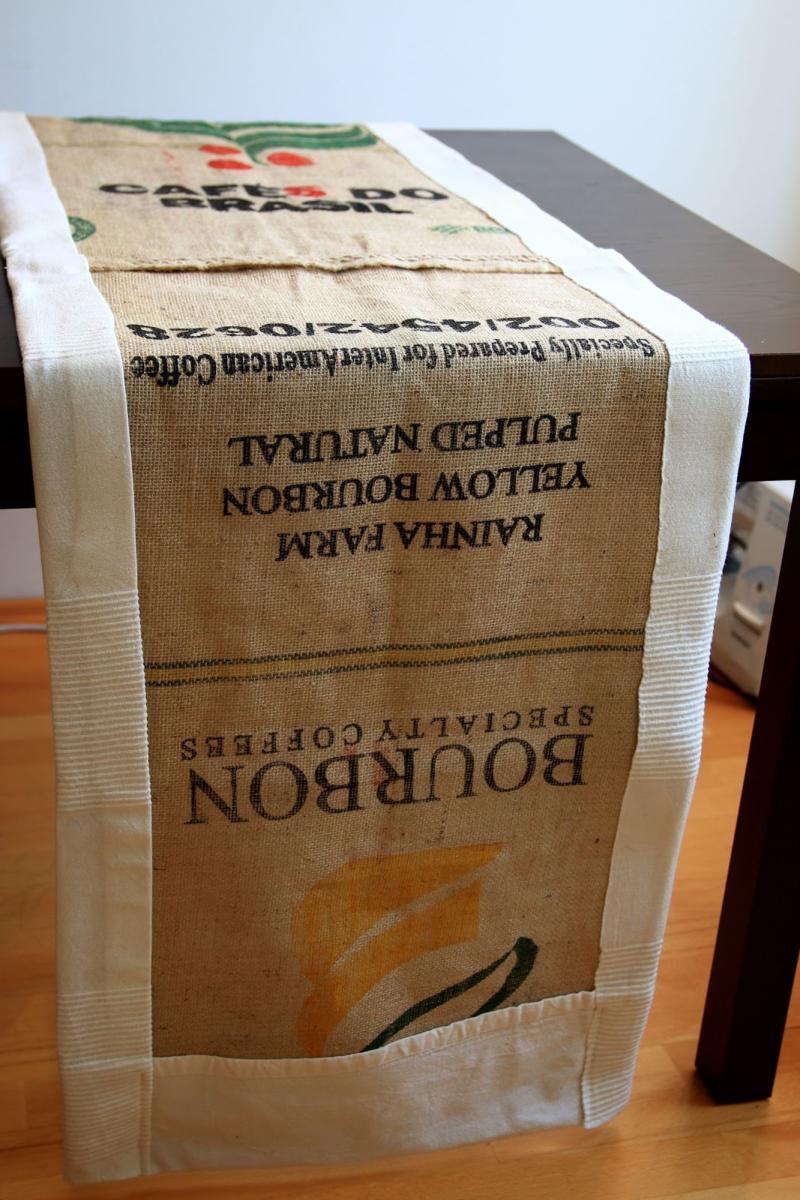 CAFÉS DO
BRASIL
BOURBON
SPECIALTY COFFEES
RAINHA FARM
YELLOW BOURBON
PULPED NATURAL
Specially Prepared for InterAmerican Coffee
002/4542/0628